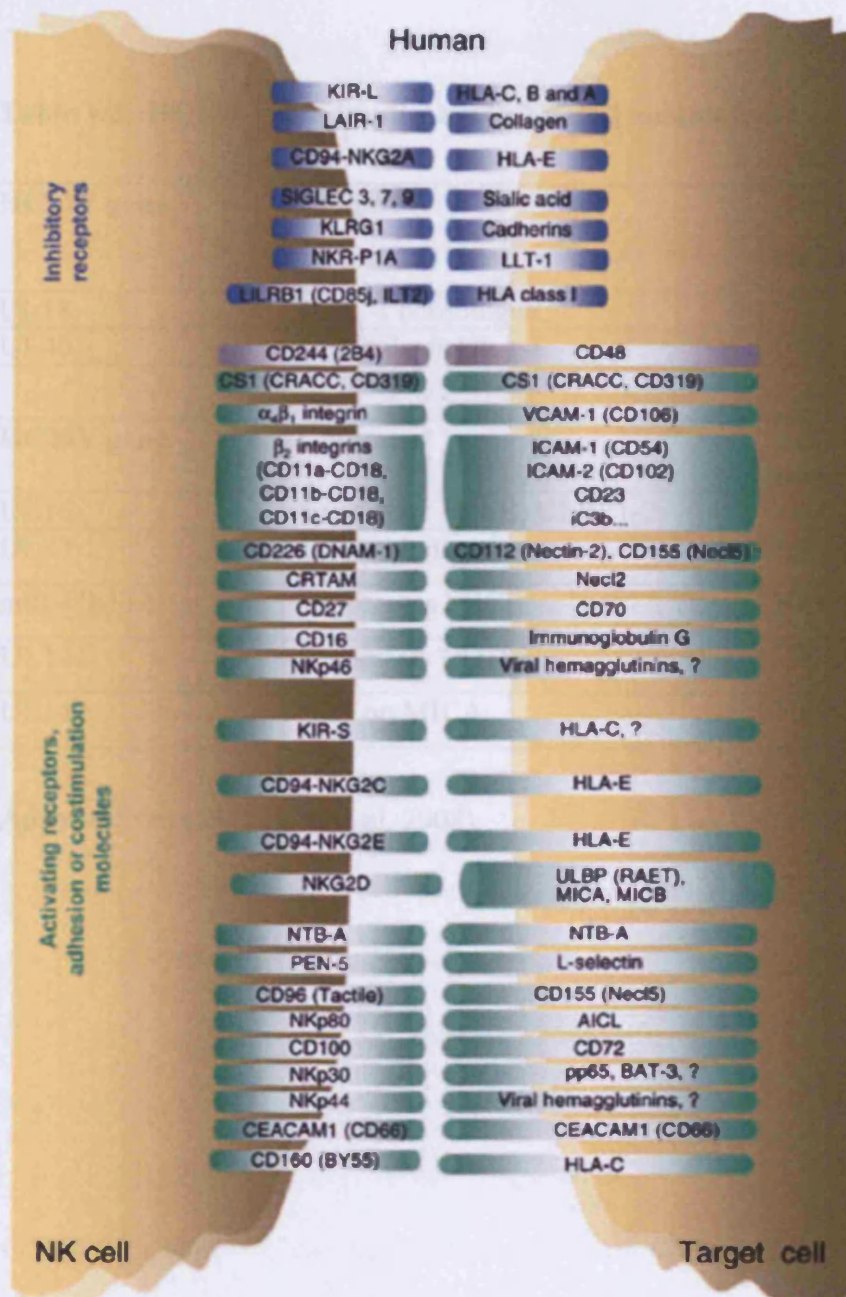 Human
Inhibitory
receptors
KIR-L HLA-C, B and A
LAIR-1 Collagen
CD94-NKG2A HLA-E
SIGLEC 3, 7, 9 Sialic acid
KLRG1 Cadherins
NKR-P1A LLT-1
LILRB1 (CD85j, ILT2) HLA class I
Activating receptors,
adhesion or costimulation
molecules
CD244 (2B4) CD48
CS1 (CRACC, CD319) CS1 (CRACC, CD319)
α4β1 integrin VCAM-1 (CD106)
β2 integrins
(CD11a-CD18,
CD11b-CD18,
CD11c-CD18)
ICAM-1 (CD54)
ICAM-2 (CD102)
CD23
iC3b...
CD226 (DNAM-1) CD112 (Nectin-2), CD155 (Necl5)
CRTAM Necl2
CD27 CD70
CD16 Immunoglobulin G
NKp46 Viral hemagglutinins, ?
KIR-S HLA-C, ?
CD94-NKG2C HLA-E
CD94-NKG2E HLA-E
NKG2D
ULBP (RAET),
MICA, MICB
NTB-A NTB-A
PEN-5 L-selectin
CD96 (Tactile) CD155 (Necl5)
NKp80 AICL
CD100 CD72
NKp30 pp65, BAT-3, ?
NKp44 Viral hemagglutinins, ?
CEACAM1 (CD66) CEACAM1 (CD66)
CD160 (BY55) HLA-C
NK cell Target cell